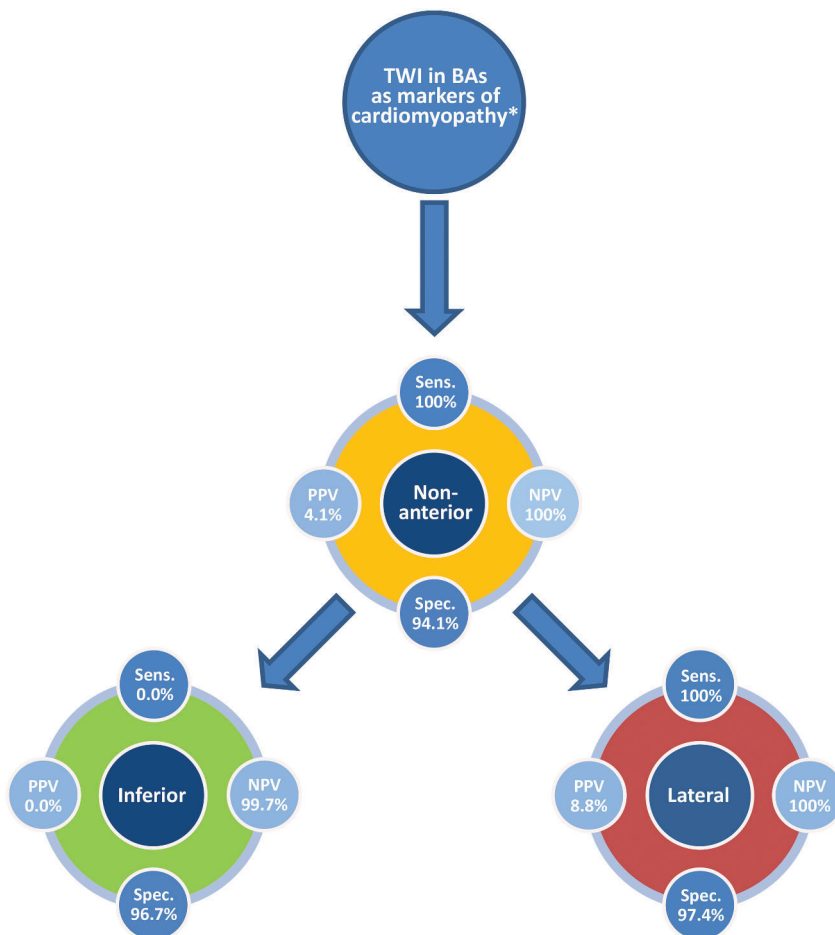 TWI in BAs
as markers of
cardiomyopathy*
Sens.
100%
PPV
4.1%
Non-
anterior
NPV
100%
Spec.
94.1%
Sens.
0.0%
PPV
0.0%
Inferior
NPV
99.7%
Spec.
96.7%
Sens.
100%
PPV
8.8%
Lateral
NPV
100%
Spec.
97.4%